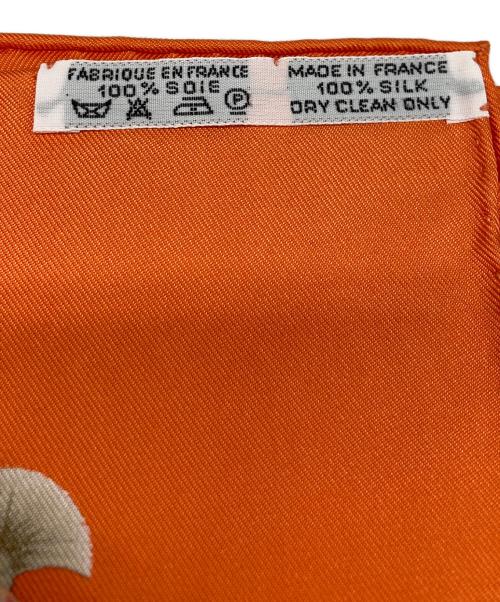 FABRIQUE EN FRANCE
100% SOIE
P
MADE IN FRANCE
100% SILK
DRY CLEAN ONLY